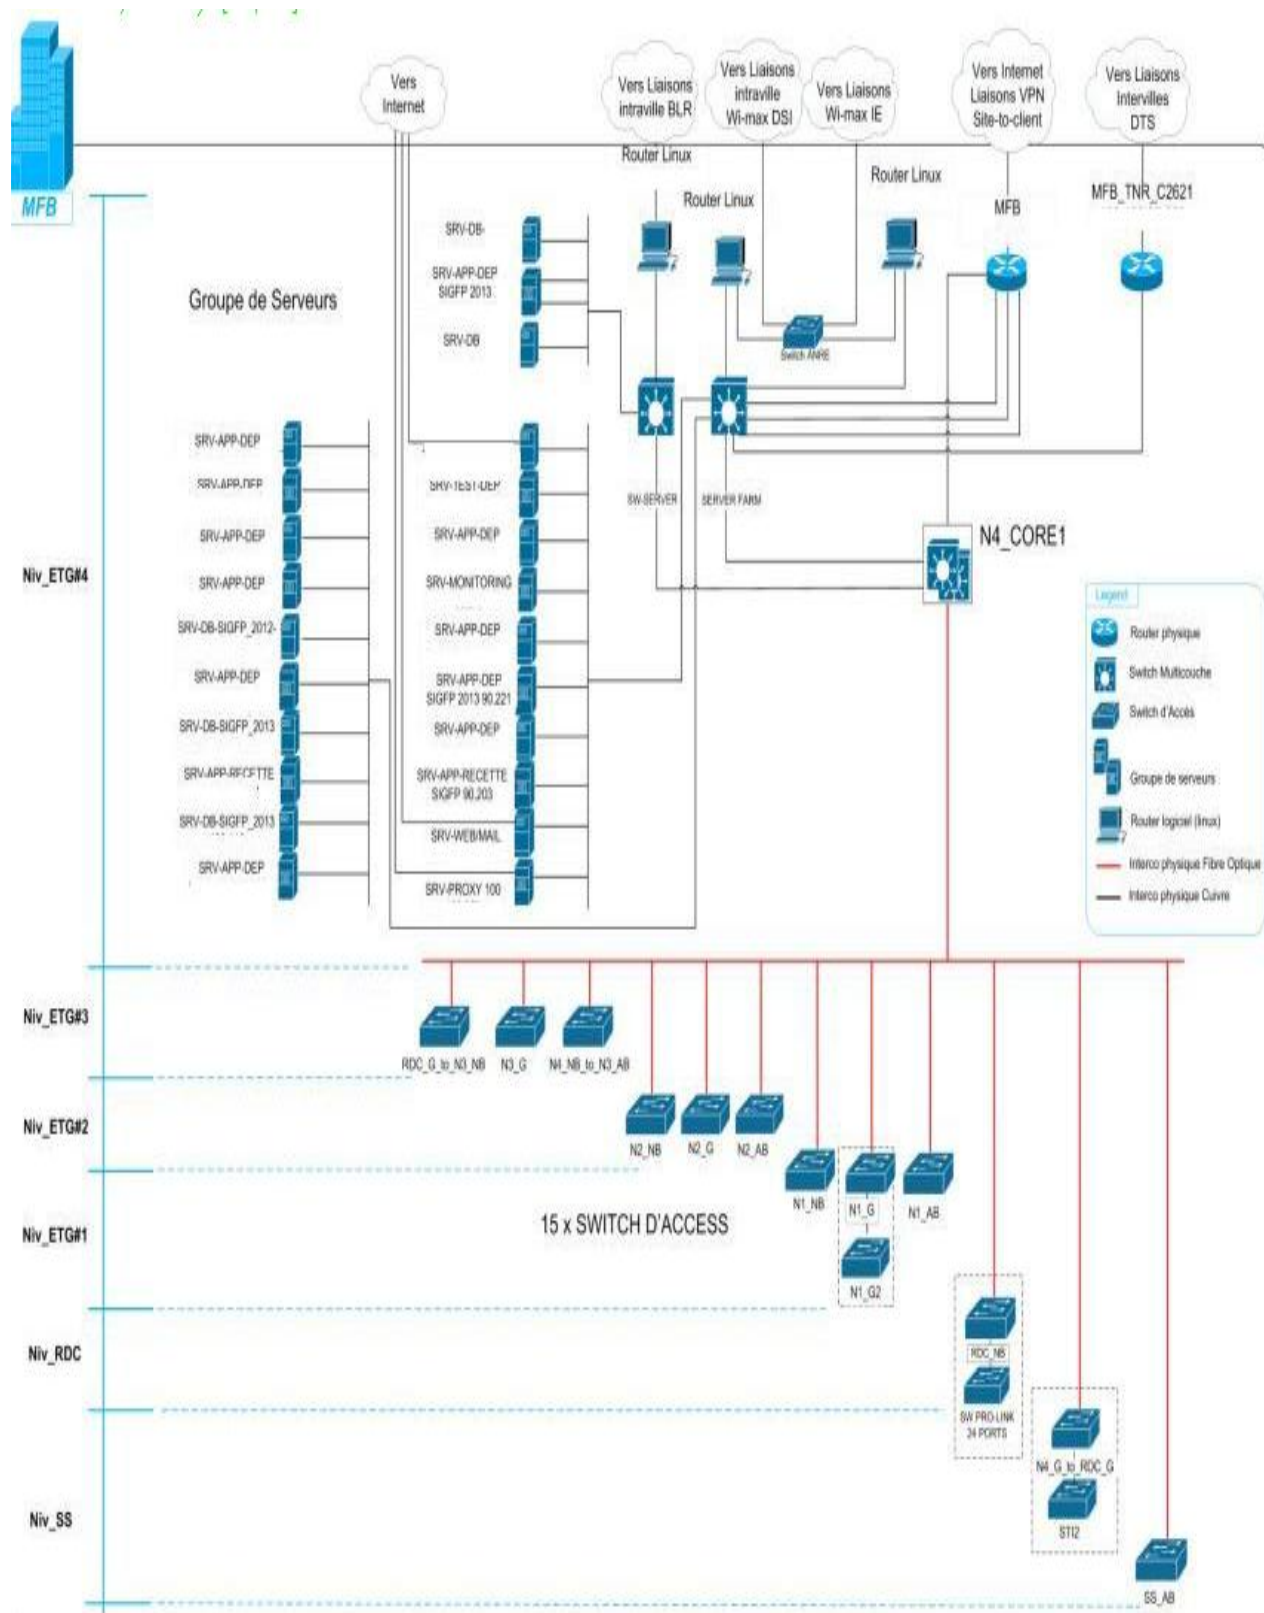 Vers
Internet
Vers Liaisons
intraville BLR
Vers Liaisons
intraville
Wi-max DSI
Vers Liaisons
Wi-max IE
Vers Internet
Liaisons VPN
Site-to-client
Vers Liaisons
Intervilles
DTS
MFB
Router Linux
Router Linux
Router Linux
MFB
MFB_TNR_C2621
Groupe de Serveurs
SRV-DB-
SRV-APP-DEP
SIGFP 2013
SRV-DB
Switch ANRE
SW-SERVER
SERVER FARM
N4_CORE1
Niv_ETG#4
SRV-APP-DEP
SRV-APP-DEP
SRV-APP-DEP
SRV-APP-DEP
SRV-DB-SIGFP_2012-
SRV-APP-DEP
SRV-DB-SIGFP_2013
SRV-APP-RECETTE
SRV-DB-SIGFP_2013
SRV-APP-DEP
SRV-TEST-DEP
SRV-APP-DEP
SRV-MONITORING
SRV-APP-DEP
SRV-APP-DEP
SIGFP 2013 90.221
SRV-APP-DEP
SRV-APP-RECETTE
SIGFP 90.203
SRV-WEB/MAIL
SRV-PROXY 100
Legend
Router physique
Switch Multicouche
Switch d'Accès
Groupe de serveurs
Router logiciel (linux)
Interco physique Fibre Optique
Interco physique Cuivre
Niv_ETG#3
RDC_G_to_N3_NB
N3_G
N4_NB_to_N3_AB
Niv_ETG#2
N2_NB
N2_G
N2_AB
Niv_ETG#1
15 x SWITCH D'ACCESS
N1_NB
N1_G
N1_AB
N1_G2
Niv_RDC
RDC_NB
SW PRO-LINK
24 PORTS
Niv_SS
N4_G_to_RDC_G
STI2
SS_AB